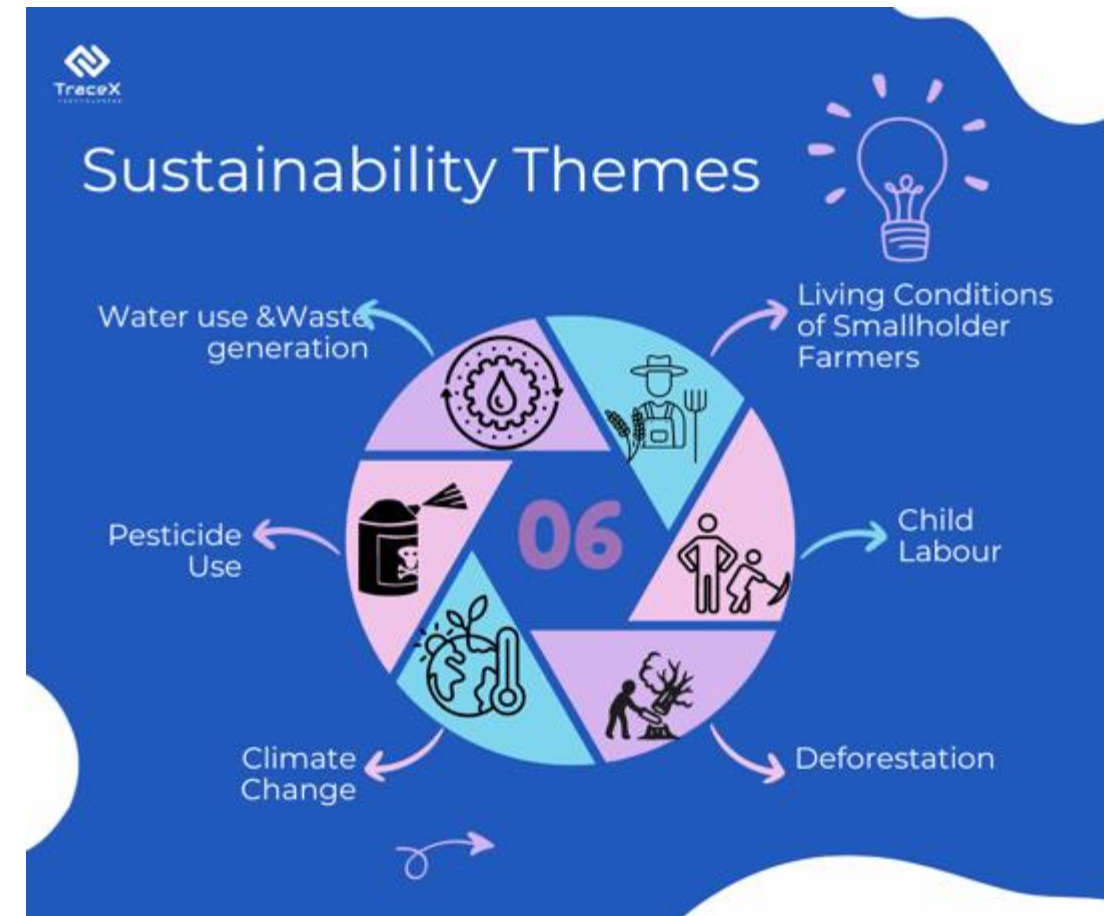 TraceX
Sustainability Themes
Living Conditions
of Smallholder
Farmers
Water use &Waste
generation
06
Child
Labour
Pesticide
Use
Climate
Change
Deforestation